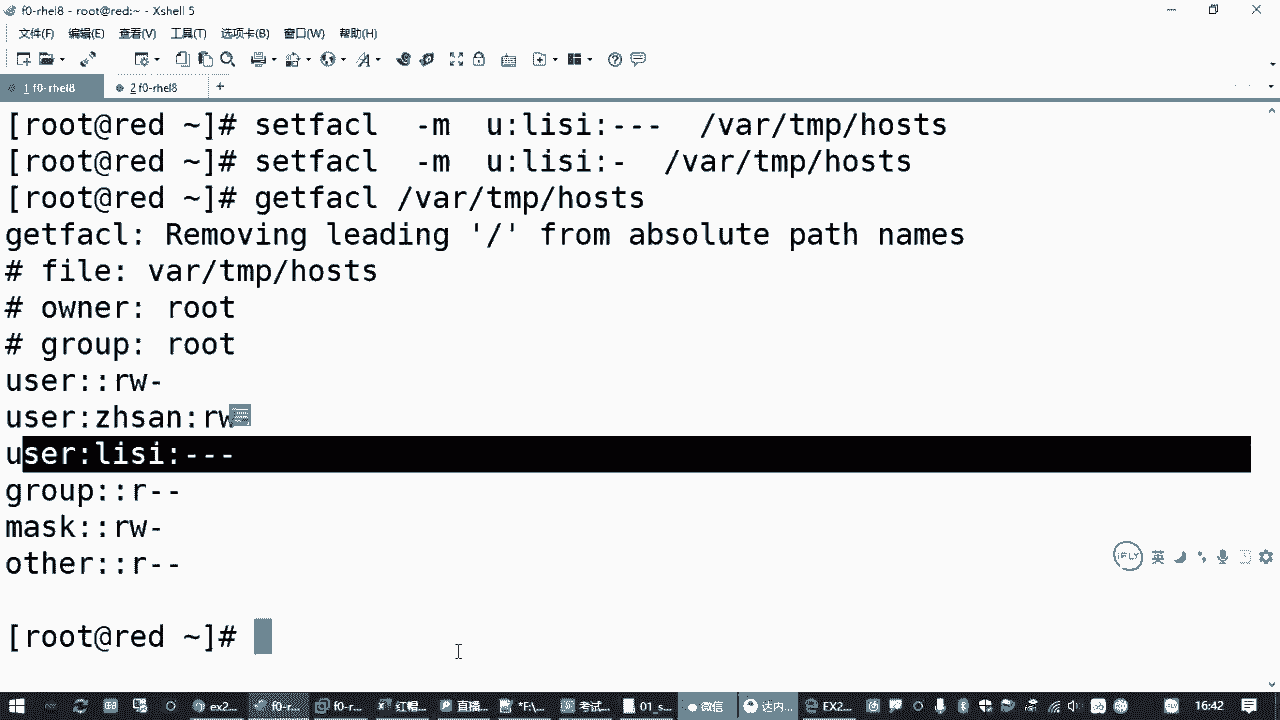 f0-rhel8 - root@red:~ - Xshell 5
文件(F) 编辑(E) 查看(V) 工具(T) 选项卡(B) 窗口(W) 帮助(H)
1 f0-rhel8 2 f0-rhel8 +
[root@red ~]# setfacl -m u:lisi:--- /var/tmp/hosts
[root@red ~]# setfacl -m u:lisi:- /var/tmp/hosts
[root@red ~]# getfacl /var/tmp/hosts
getfacl: Removing leading '/' from absolute path names
# file: var/tmp/hosts
# owner: root
# group: root
user::rw-
user:zhsan:rw
user:lisi:---
group::r--
mask::rw-
other::r--
iFLY 英
[root@red ~]#
ex2... f0-r... f0-r... 红帽... 直播... *F:\... 考试... 01_s... 微信 达内... EX2... 16:42